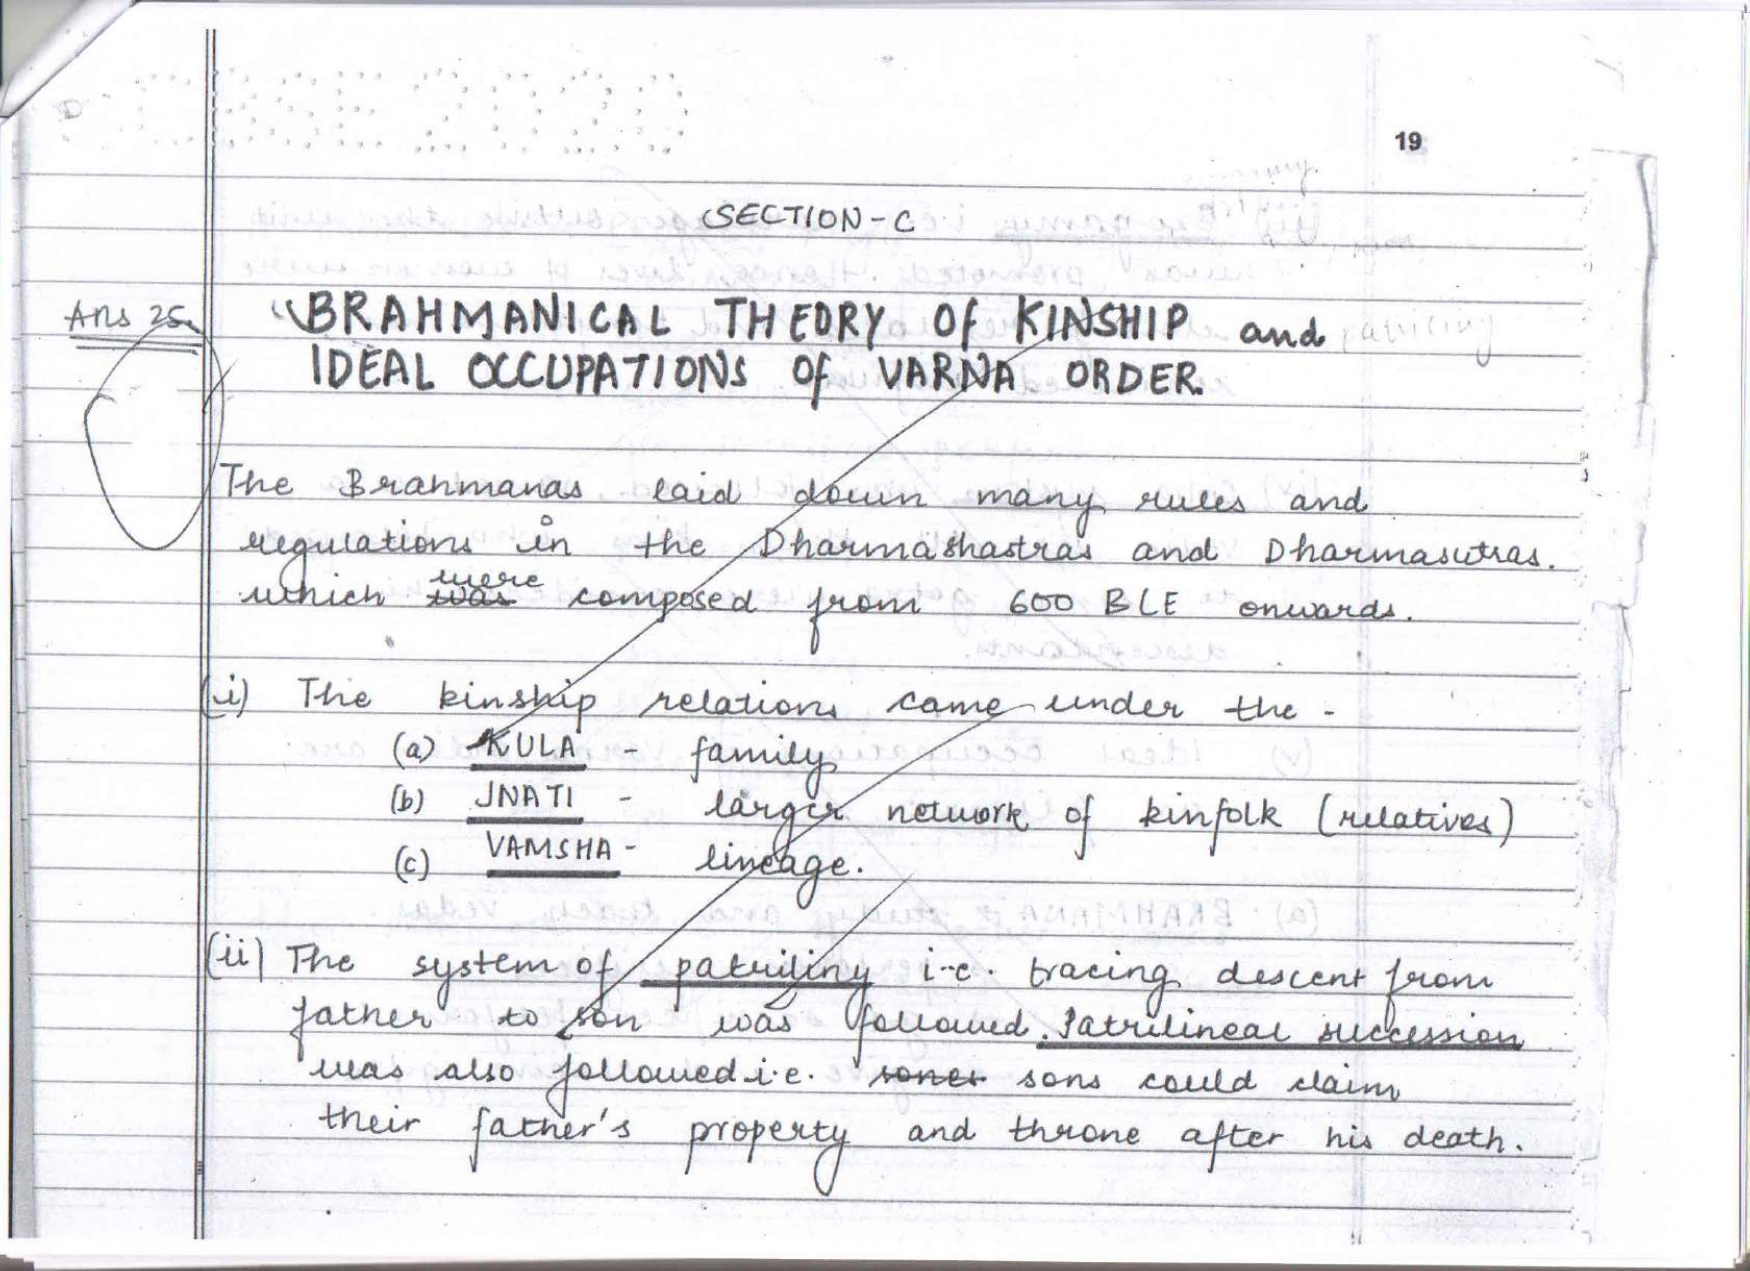 CBSE 2020
19
SECTION-C
Ans 25.
"BRAHMANICAL THEORY Of KINSHIP and
IDEAL OCCUPATIONS Of VARNA ORDER.
The Brahmanas laid down many rules and
regulations in the Dharmashastras and Dharmasutras.
which was were composed from 600 BCE onwards.
(i) The kinship relations came under the -
(a) KULA - family
(b) JNATI - larger network of kinfolk (relatives)
(c) VAMSHA - lineage.
(ii) The system of patriliny i.e. tracing descent from
father to son was followed. Patrilineal succession
was also followed i.e. sones sons could claim
their father's property and throne after his death.